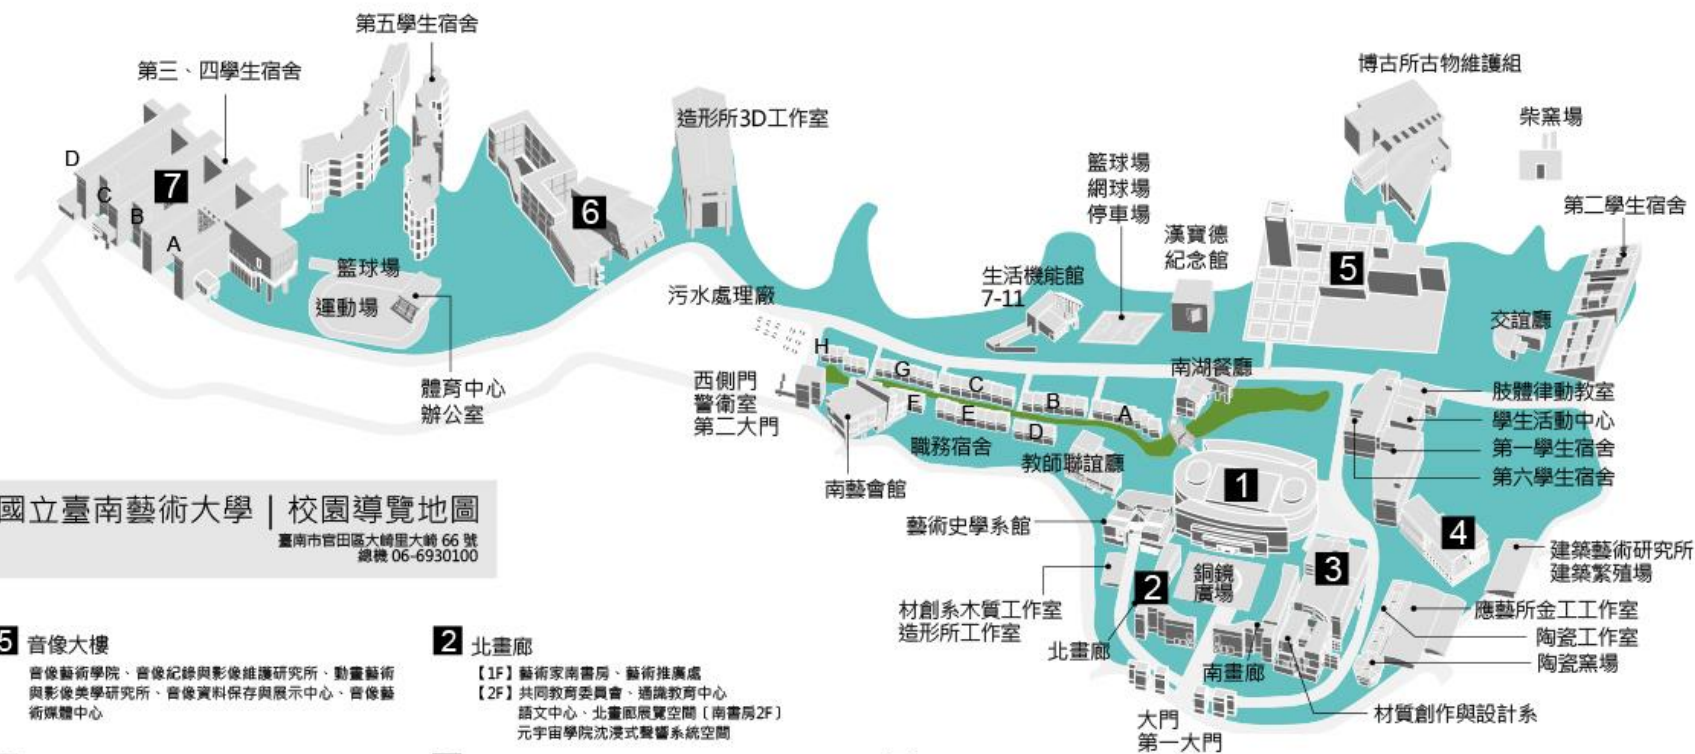 第五學生宿舍
第三、四學生宿舍
博古所古物維護組
造形所3D工作室
柴窯場
D
7
C
B
A
6
籃球場
網球場
停車場
第二學生宿舍
漢寶德
紀念館
5
籃球場
運動場
生活機能館
7-11
污水處理廠
交誼廳
體育中心
辦公室
西側門
警衛室
第二大門
H
G
C
B
A
F
E
D
南湖餐廳
職務宿舍
教師聯誼廳
南藝會館
肢體律動教室
學生活動中心
第一學生宿舍
第六學生宿舍
1
藝術史學系館
4
建築藝術研究所
建築繁殖場
國立臺南藝術大學 | 校園導覽地圖
臺南市官田區大崎里大崎 66 號
總機 06-6930100
3
2
銅鏡
廣場
材創系木質工作室
造形所工作室
應藝所金工工作室
陶瓷工作室
陶瓷窯場
北畫廊
南畫廊
材質創作與設計系
大門
第一大門
5 音像大樓
音像藝術學院、音像紀錄與影像維護研究所、動畫藝術
與影像美學研究所、音像資料保存與展示中心、音像藝
術媒體中心
2 北畫廊
【1F】藝術家南書房、藝術推廣處
【2F】共同教育委員會、通識教育中心
語文中心、北畫廊展覽空間〔南書房2F〕
元宇宙學院沈浸式聲響系統空間